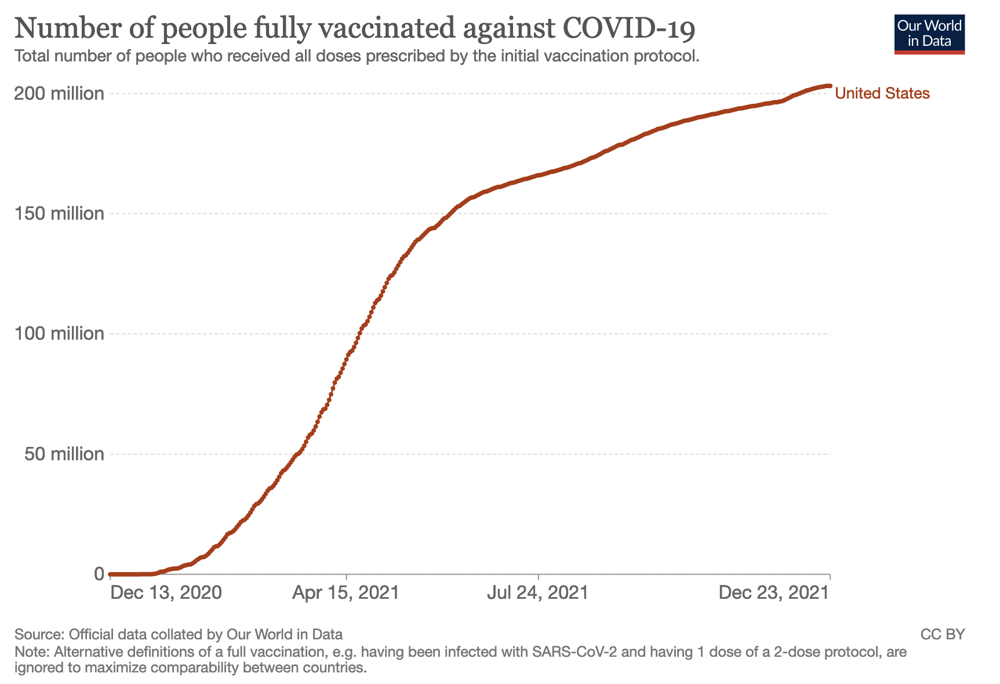 Number of people fully vaccinated against COVID-19
Our World
in Data
Total number of people who received all doses prescribed by the initial vaccination protocol.
200 million
United States
150 million
100 million
50 million
0
Dec 13, 2020
Apr 15, 2021
Jul 24, 2021
Dec 23, 2021
Source: Official data collated by Our World in Data
CC BY
Note: Alternative definitions of a full vaccination, e.g. having been infected with SARS-CoV-2 and having 1 dose of a 2-dose protocol, are
ignored to maximize comparability between countries.